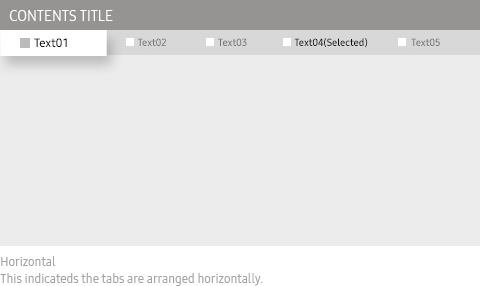 CONTENTS TITLE
Text01 Text02 Text03 Text04(Selected) Text05
Horizontal
This indicateds the tabs are arranged horizontally.